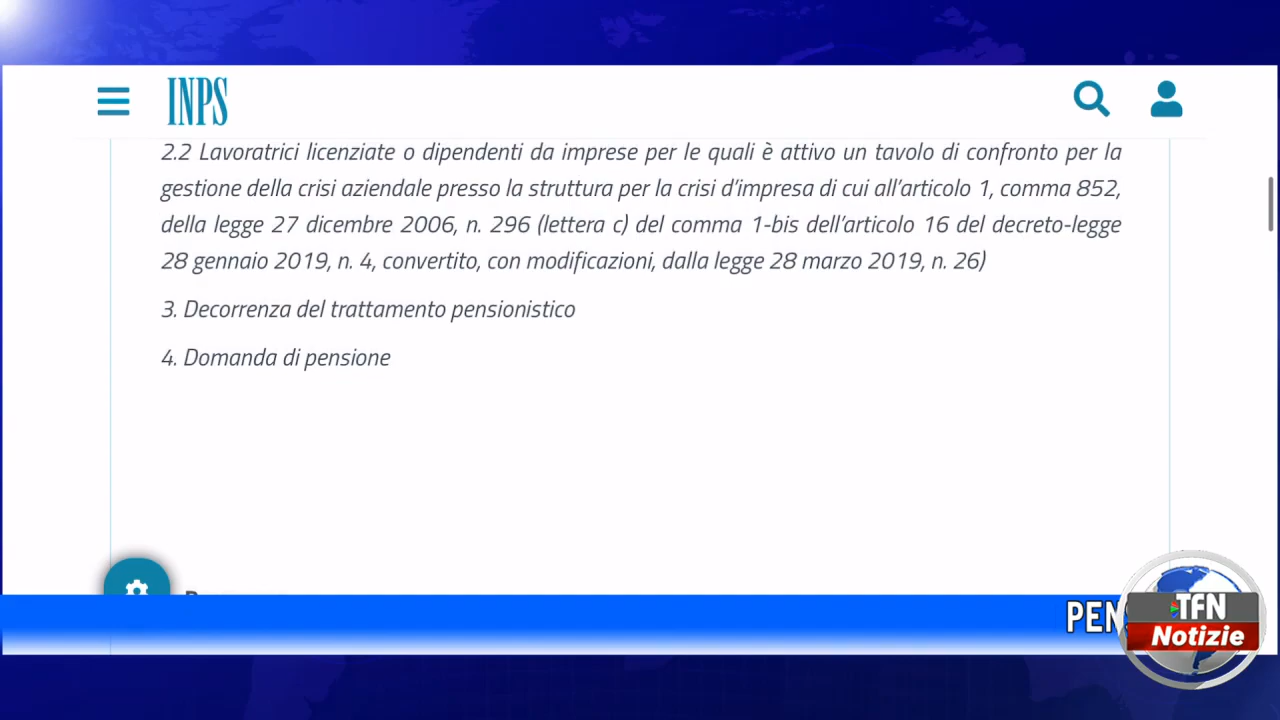 INPS
2.2 Lavoratrici licenziate o dipendenti da imprese per le quali è attivo un tavolo di confronto per la
gestione della crisi aziendale presso la struttura per la crisi d'impresa di cui all'articolo 1, comma 852,
della legge 27 dicembre 2006, n. 296 (lettera c) del comma 1-bis dell'articolo 16 del decreto-legge
28 gennaio 2019, n. 4, convertito, con modificazioni, dalla legge 28 marzo 2019, n. 26)
3. Decorrenza del trattamento pensionistico
4. Domanda di pensione
PEN
TFN
Notizie